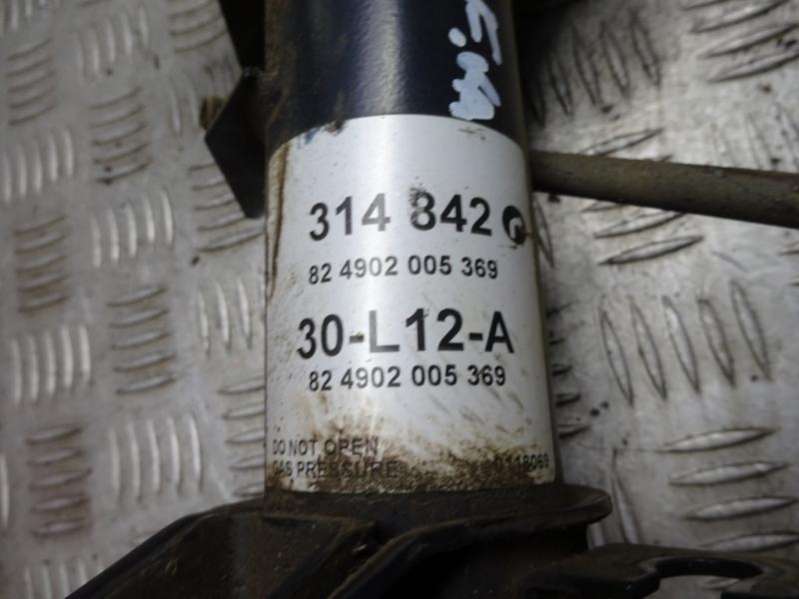 314 842
82 4902 005 369
30-L12-A
82 4902 005 369
DO NOT OPEN
GAS PRESSURE